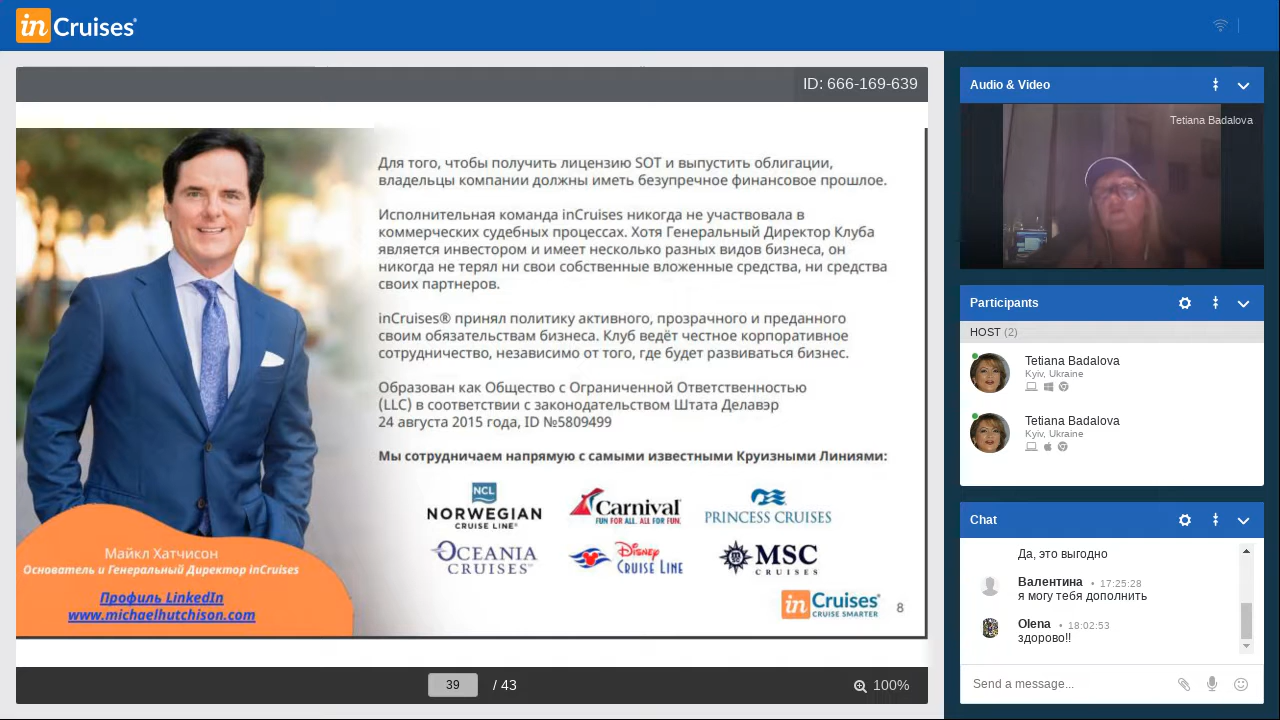 in Cruises®
ID: 666-169-639
Для того, чтобы получить лицензию SOT и выпустить облигации,
владельцы компании должны иметь безупречное финансовое прошлое.
Исполнительная команда inCruises никогда не участвовала в
коммерческих судебных процессах. Хотя Генеральный Директор Клуба
является инвестором и имеет несколько разных видов бизнеса, он
никогда не терял ни свои собственные вложенные средства, ни средства
своих партнеров.
inCruises® принял политику активного, прозрачного и преданного
своим обязательствам бизнеса. Клуб ведёт честное корпоративное
сотрудничество, независимо от того, где будет развиваться бизнес.
Образован как Общество с Ограниченной Ответственностью
(LLC) в соответствии с законодательством Штата Делавэр
24 августа 2015 года, ID №5809499
Мы сотрудничаем напрямую с самыми известными Круизными Линиями:
NCL
NORWEGIAN
CRUISE LINE®
Carnival
FUN FOR ALL. ALL FOR FUN.
PRINCESS CRUISES
OCEANIA
CRUISES™
Disney
CRUISE LINE
MSC
CRUISES
Майкл Хатчисон
Основатель и Генеральный Директор inCruises
Профиль LinkedIn
www.michaelhutchison.com
in Cruises®
CRUISE SMARTER
8
39 / 43
100%
Audio & Video
Tetiana Badalova
Participants
HOST (2)
Tetiana Badalova
Kyiv, Ukraine
Tetiana Badalova
Kyiv, Ukraine
Chat
Да, это выгодно
Валентина • 17:25:28
я могу тебя дополнить
Olena • 18:02:53
здорово!!
Send a message...